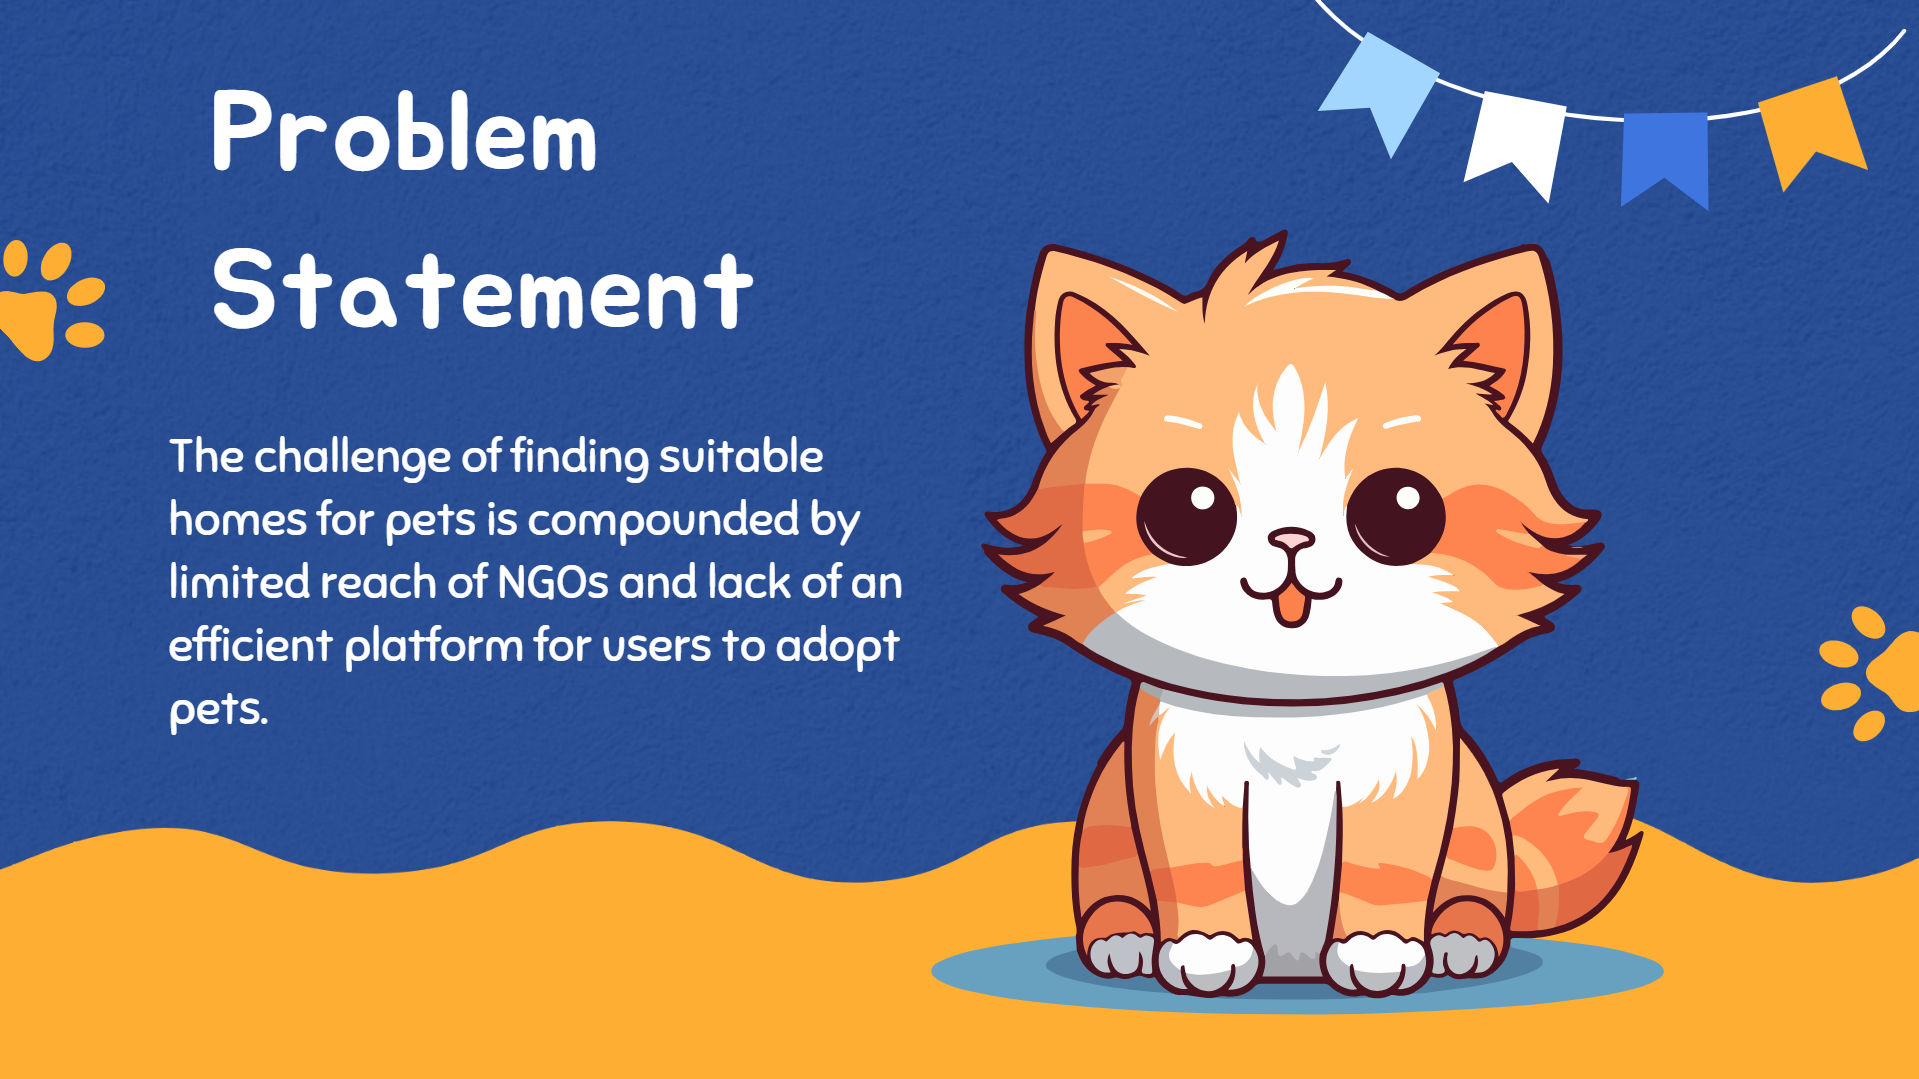 Problem
Statement
The challenge of finding suitable
homes for pets is compounded by
limited reach of NGOs and lack of an
efficient platform for users to adopt
pets.